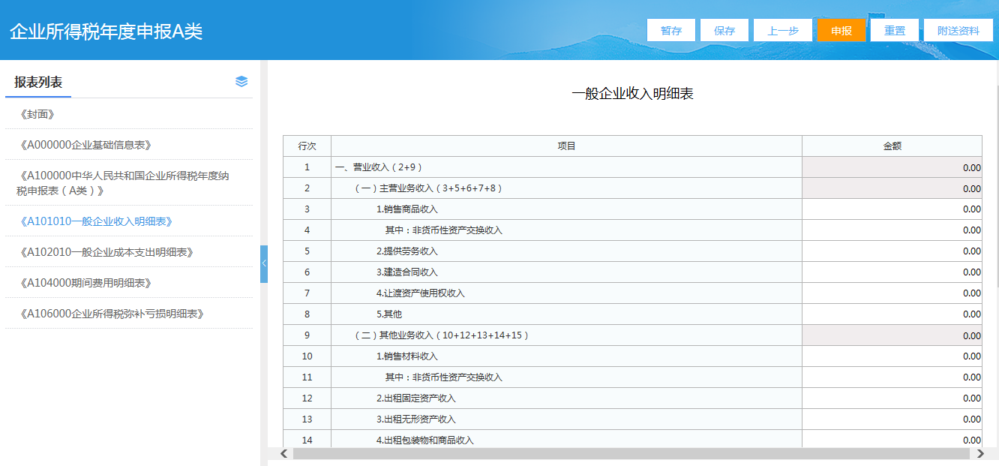 企业所得税年度申报A类
暂存 保存 上一步 申报 重置 附送资料
报表列表
《封面》
《A000000企业基础信息表》
《A100000中华人民共和国企业所得税年度纳
税申报表（A类）》
《A101010一般企业收入明细表》
《A102010一般企业成本支出明细表》
《A104000期间费用明细表》
《A106000企业所得税弥补亏损明细表》
一般企业收入明细表
行次 项目 金额
1 一、营业收入（2+9） 0.00
2 （一）主营业务收入（3+5+6+7+8） 0.00
3 1.销售商品收入 0.00
4 其中：非货币性资产交换收入 0.00
5 2.提供劳务收入 0.00
6 3.建造合同收入 0.00
7 4.让渡资产使用权收入 0.00
8 5.其他 0.00
9 （二）其他业务收入（10+12+13+14+15） 0.00
10 1.销售材料收入 0.00
11 其中：非货币性资产交换收入 0.00
12 2.出租固定资产收入 0.00
13 3.出租无形资产收入 0.00
14 4.出租包装物和商品收入 0.00